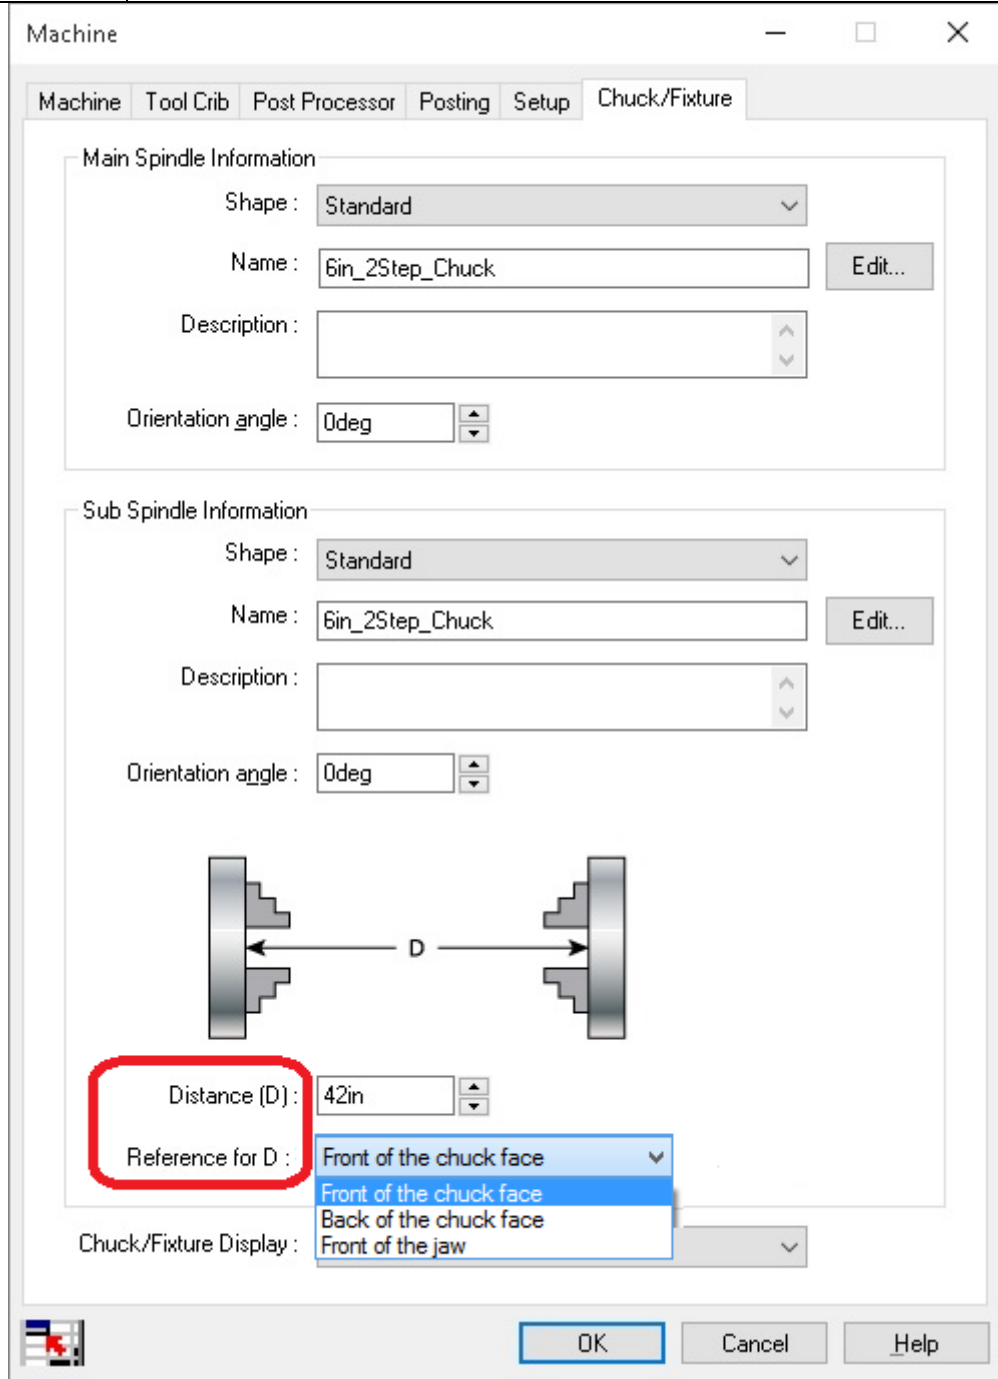 Machine
Machine Tool Crib Post Processor Posting Setup Chuck/Fixture
Main Spindle Information
Shape : Standard
Name : 6in_2Step_Chuck Edit...
Description :
Orientation angle : 0deg
Sub Spindle Information
Shape : Standard
Name : 6in_2Step_Chuck Edit...
Description :
Orientation angle : 0deg
D
Distance (D) : 42in
Reference for D : Front of the chuck face
Front of the chuck face
Back of the chuck face
Chuck/Fixture Display : Front of the jaw
OK Cancel Help